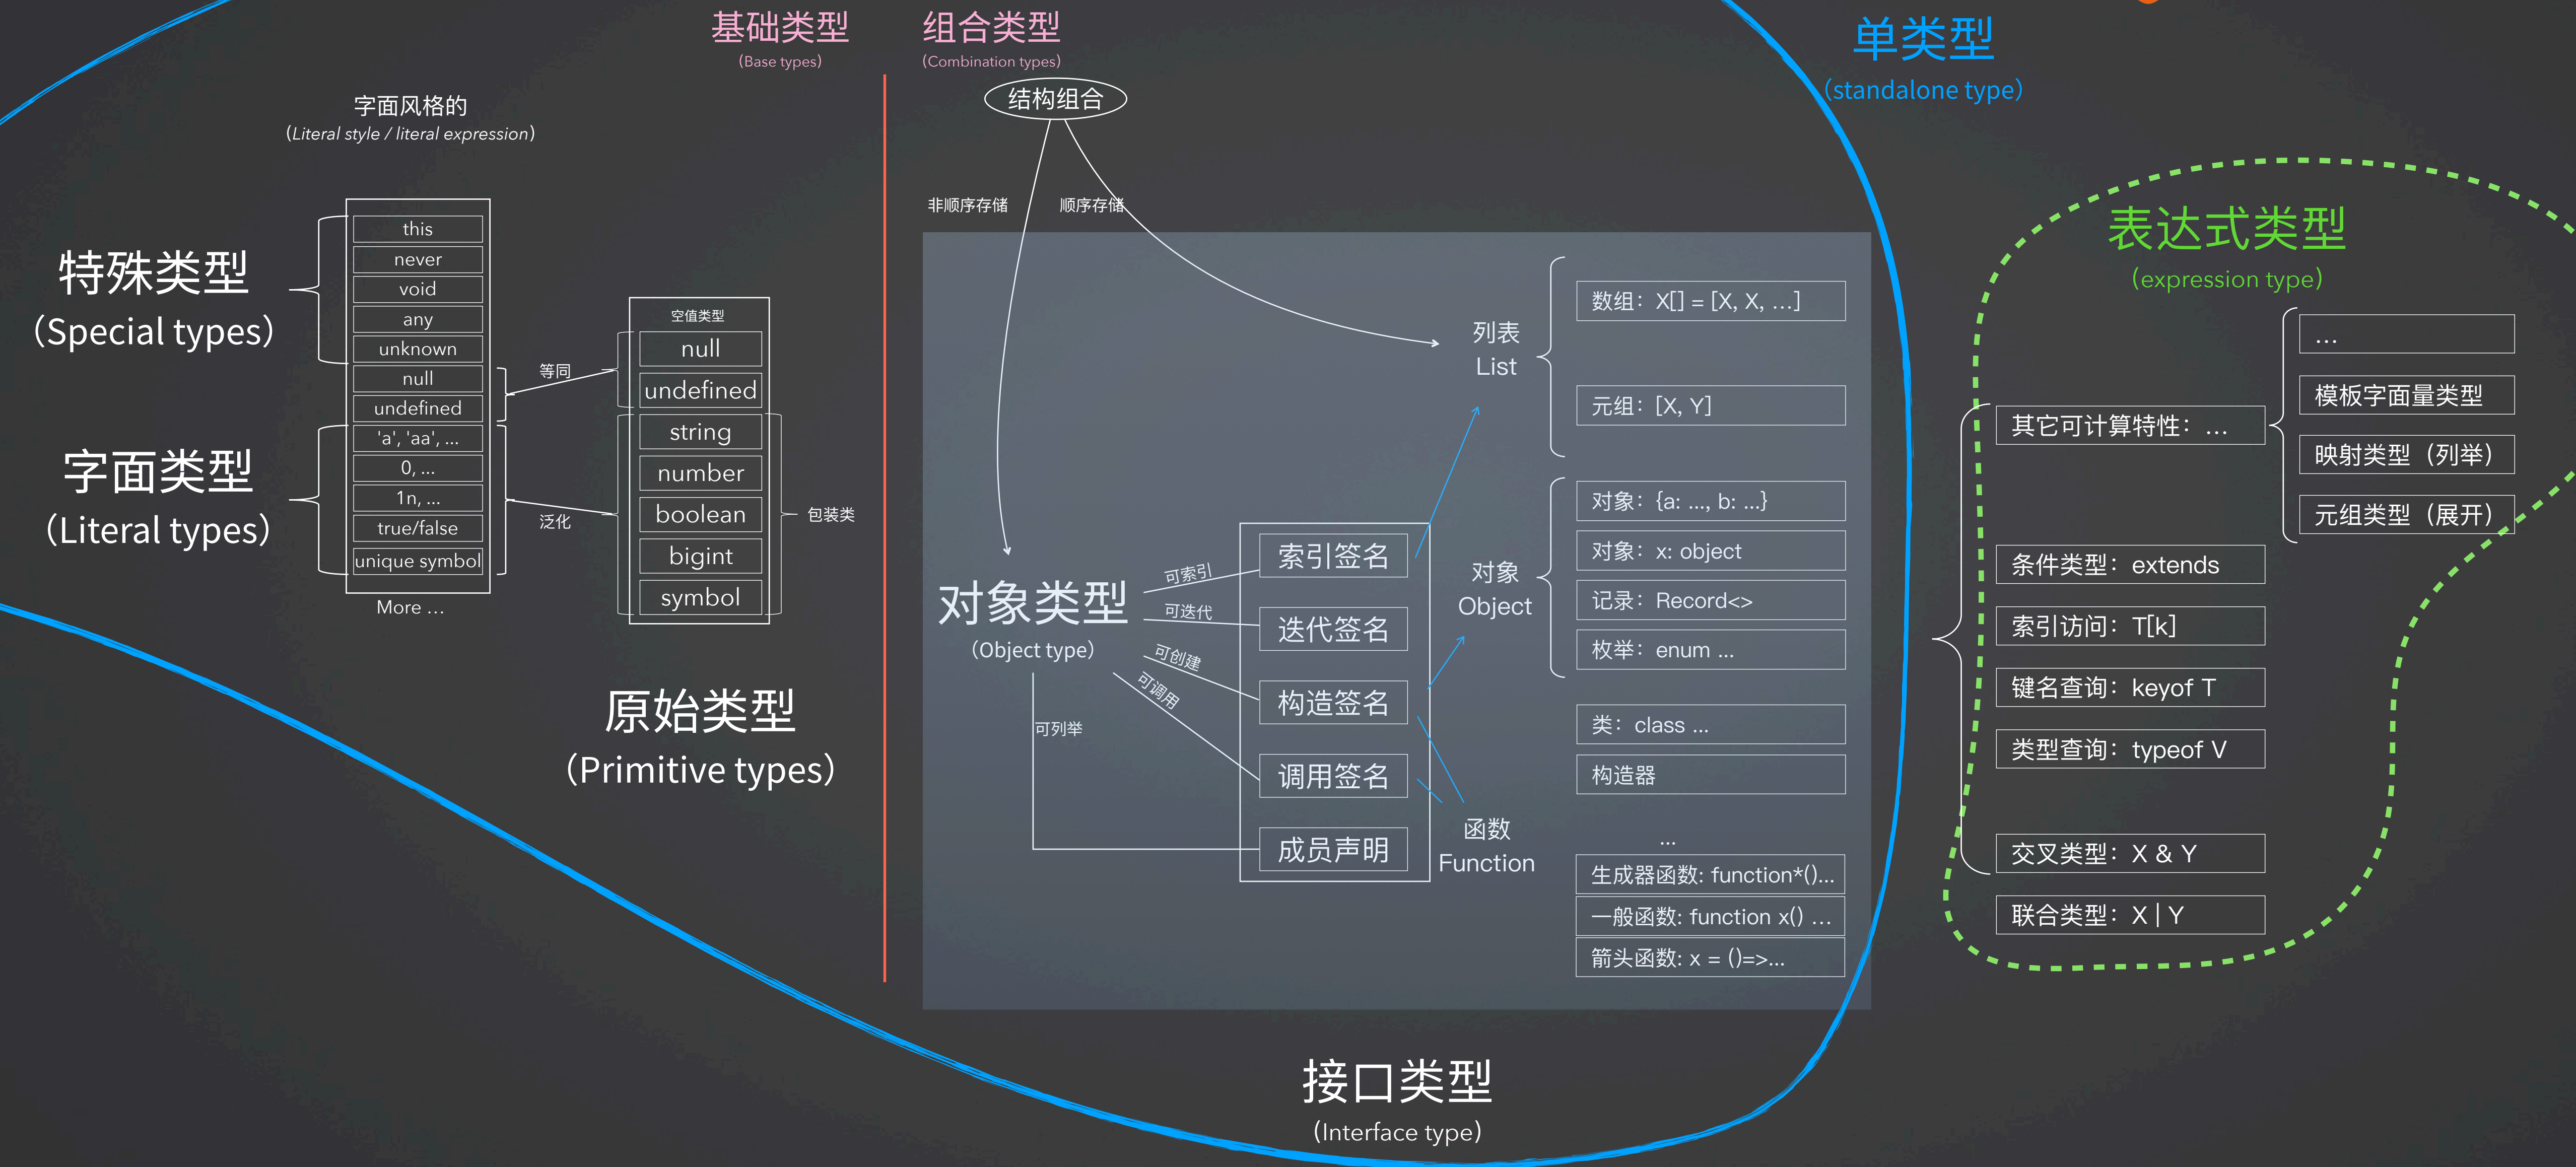 基础类型
(Base types)
组合类型
(Combination types)
单类型
(standalone type)
结构组合
非顺序存储
顺序存储
字面风格的
(Literal style / literal expression)
特殊类型
(Special types)
字面类型
(Literal types)
this
never
void
any
unknown
null
undefined
'a', 'aa', ...
0, ...
1n, ...
true/false
unique symbol
More ...
等同
泛化
空值类型
null
undefined
string
number
boolean
bigint
symbol
包装类
原始类型
(Primitive types)
对象类型
(Object type)
可索引
可迭代
可创建
可调用
可列举
索引签名
迭代签名
构造签名
调用签名
成员声明
列表
List
数组：X[] = [X, X, ...]
元组：[X, Y]
对象
Object
对象：{a: ..., b: ...}
对象：x: object
记录：Record<>
枚举：enum ...
类：class ...
构造器
函数
Function
...
生成器函数: function*()...
一般函数: function x() ...
箭头函数: x = ()=>...
接口类型
(Interface type)
表达式类型
(expression type)
其它可计算特性：...
...
模板字面量类型
映射类型（列举）
元组类型（展开）
条件类型：extends
索引访问：T[k]
键名查询：keyof T
类型查询：typeof V
交叉类型：X & Y
联合类型：X | Y